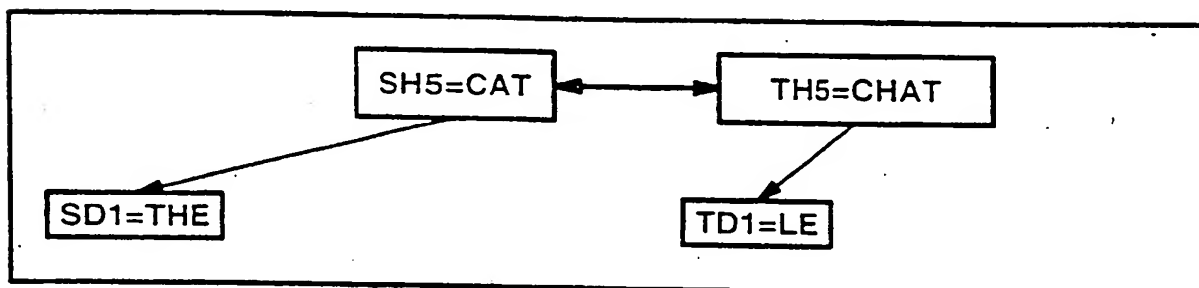 SH5=CAT
TH5=CHAT
SD1=THE
TD1=LE